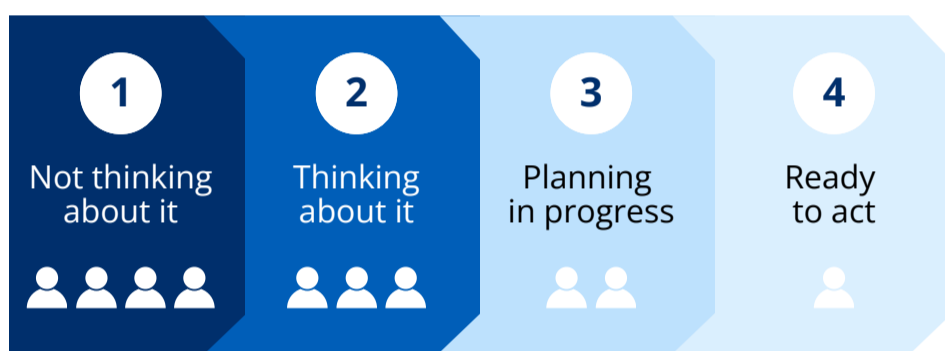 1
Not thinking
about it
2
Thinking
about it
3
Planning
in progress
4
Ready
to act